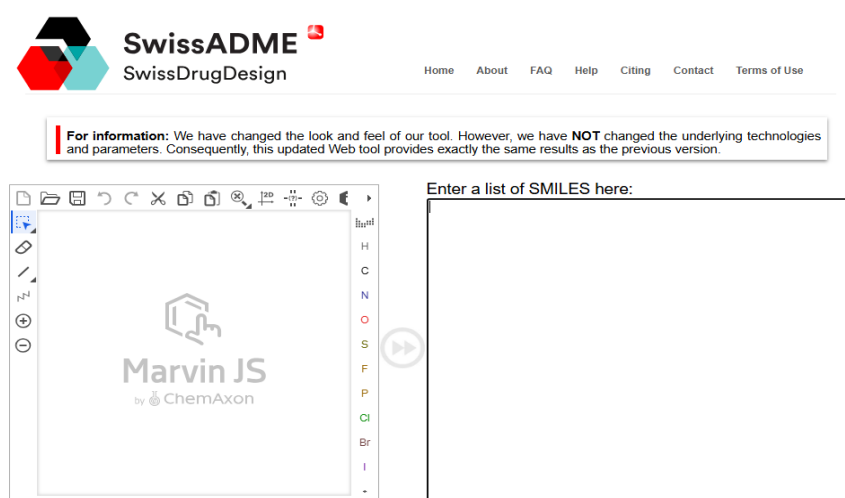 SwissADME
SwissDrugDesign
Home About FAQ Help Citing Contact Terms of Use
For information: We have changed the look and feel of our tool. However, we have NOT changed the underlying technologies
and parameters. Consequently, this updated Web tool provides exactly the same results as the previous version.
Enter a list of SMILES here:
2D
H
C
N
O
S
F
P
Cl
Br
I
Marvin JS
by ChemAxon